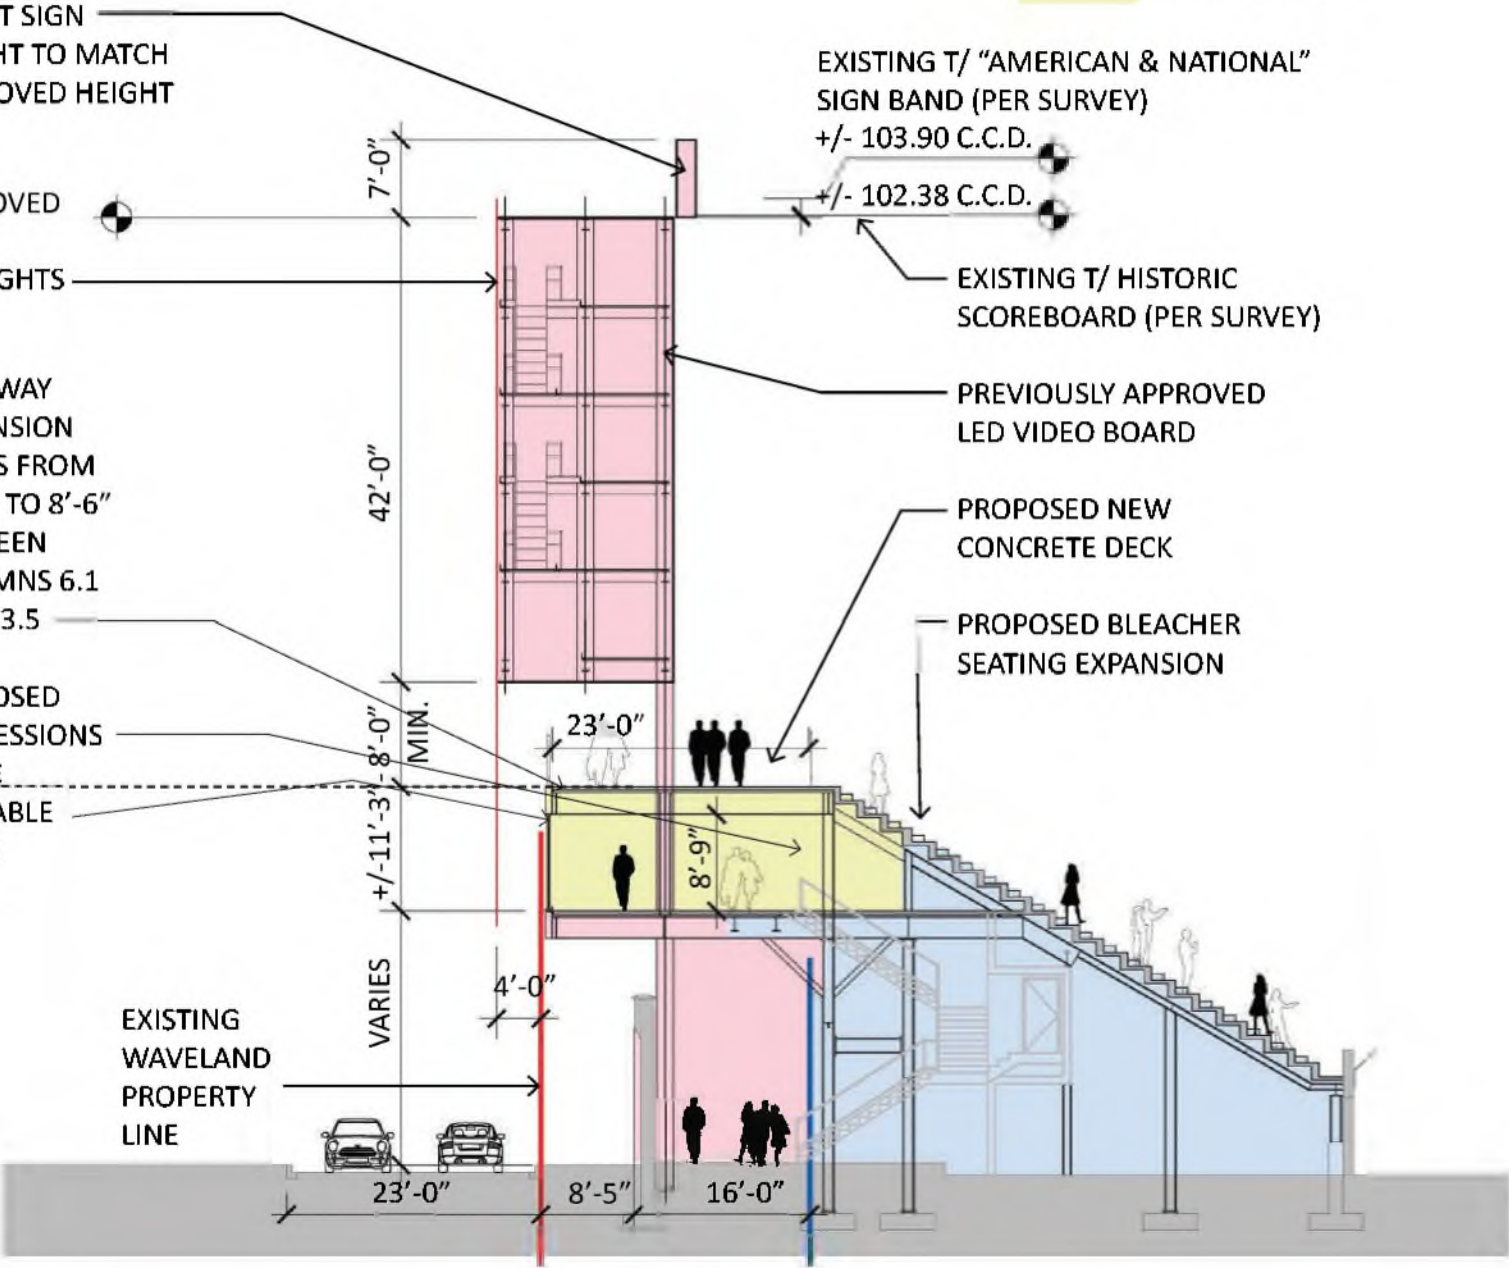 T SIGN
HT TO MATCH
OVED HEIGHT
OVED
GHTS
WAY
NSION
S FROM
TO 8'-6"
EEN
MNS 6.1
3.5
OSED
ESSIONS
E
ABLE
EXISTING
WAVELAND
PROPERTY
LINE
7'-0"
42'-0"
8'-0"
MIN.
+/-11'-3"
VARIES
23'-0"
8'-9"
4'-0"
23'-0"
8'-5"
16'-0"
EXISTING T/ “AMERICAN & NATIONAL”
SIGN BAND (PER SURVEY)
+/- 103.90 C.C.D.
+/- 102.38 C.C.D.
EXISTING T/ HISTORIC
SCOREBOARD (PER SURVEY)
PREVIOUSLY APPROVED
LED VIDEO BOARD
PROPOSED NEW
CONCRETE DECK
PROPOSED BLEACHER
SEATING EXPANSION